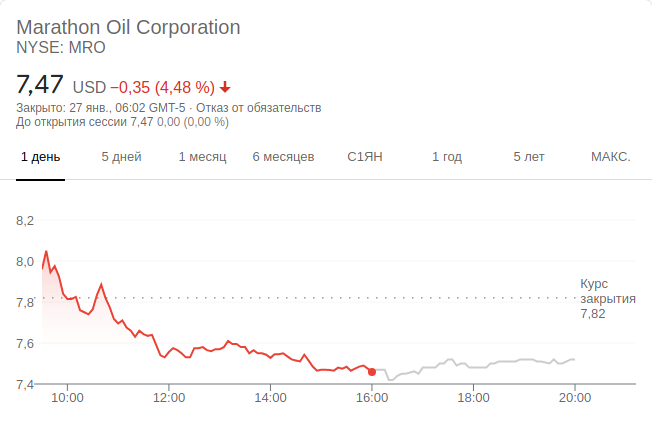 Marathon Oil Corporation
NYSE: MRO
7,47 USD −0,35 (4,48 %)
Закрыто: 27 янв., 06:02 GMT-5 · Отказ от обязательств
До открытия сессии 7,47 0,00 (0,00 %)
1 день 5 дней 1 месяц 6 месяцев С1ЯН 1 год 5 лет МАКС.
8,2
8,0
Курс
закрытия
7,82
7,8
7,6
7,4
10:00 12:00 14:00 16:00 18:00 20:00